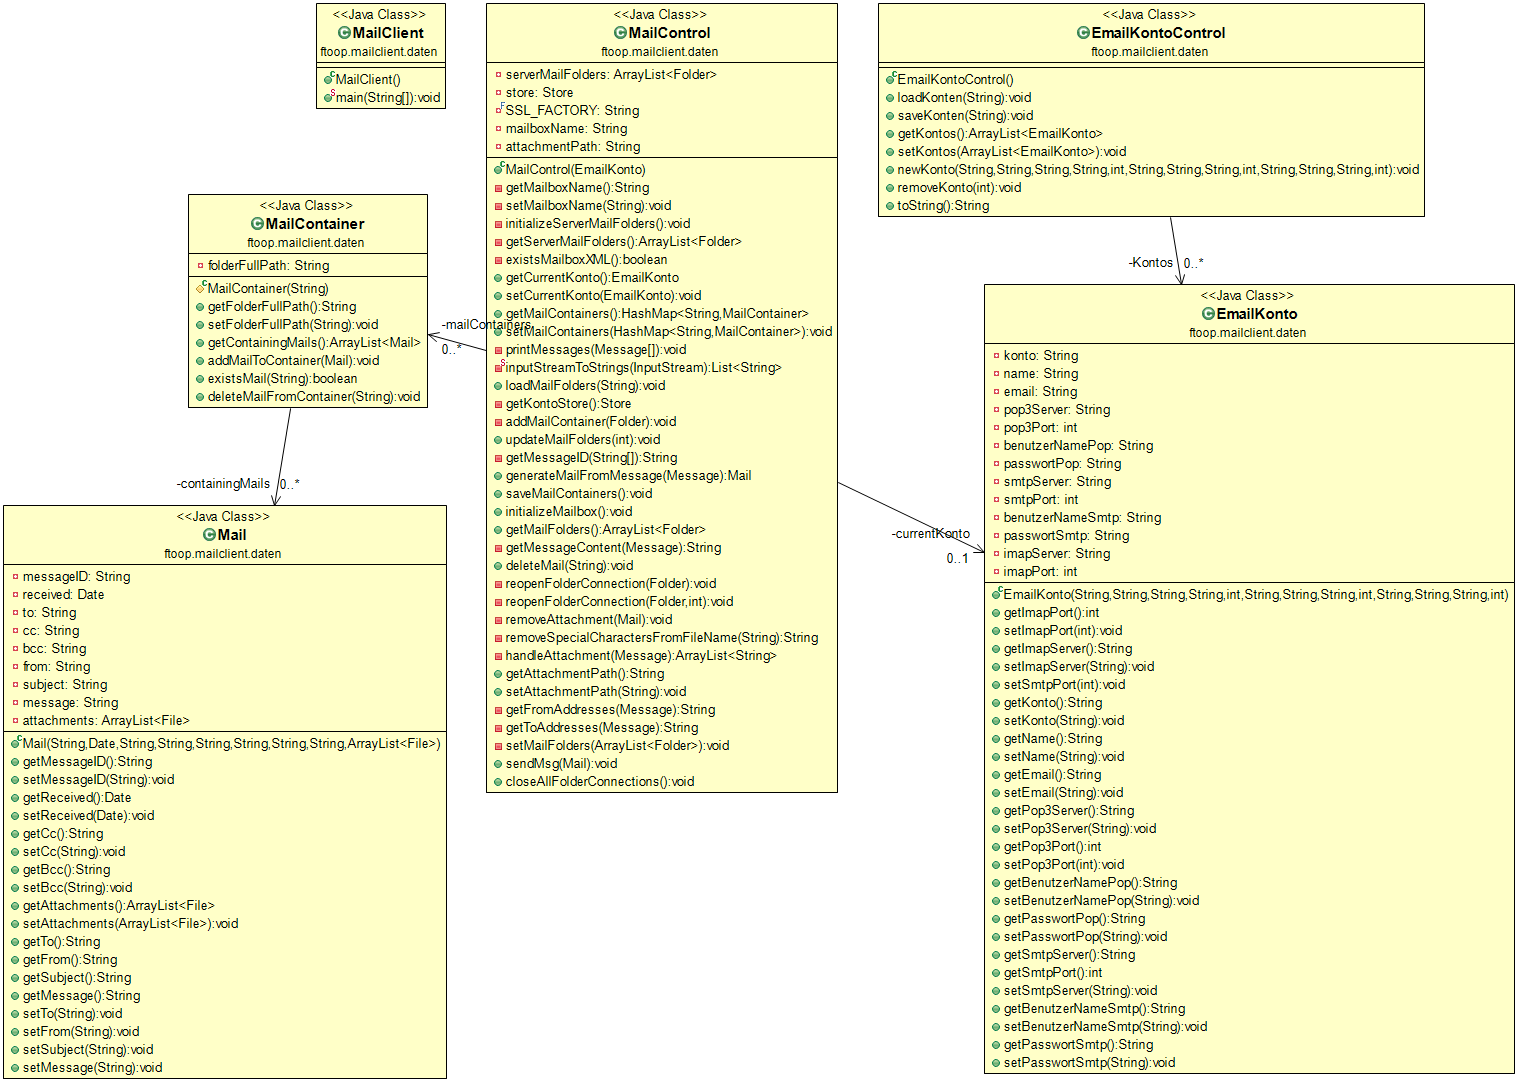 <<Java Class>>
MailClient
ftoop.mailclient.daten
MailClient()
main(String[]):void
<<Java Class>>
MailControl
ftoop.mailclient.daten
serverMailFolders: ArrayList<Folder>
store: Store
SSL_FACTORY: String
mailboxName: String
attachmentPath: String
MailControl(EmailKonto)
getMailboxName():String
setMailboxName(String):void
initializeServerMailFolders():void
getServerMailFolders():ArrayList<Folder>
existsMailboxXML():boolean
getCurrentKonto():EmailKonto
setCurrentKonto(EmailKonto):void
getMailContainers():HashMap<String,MailContainer>
setMailContainers(HashMap<String,MailContainer>):void
printMessages(Message[]):void
inputStreamToStrings(InputStream):List<String>
loadMailFolders(String):void
getKontoStore():Store
addMailContainer(Folder):void
updateMailFolders(int):void
getMessageID(String[]):String
generateMailFromMessage(Message):Mail
saveMailContainers():void
initializeMailbox():void
getMailFolders():ArrayList<Folder>
getMessageContent(Message):String
deleteMail(String):void
reopenFolderConnection(Folder):void
reopenFolderConnection(Folder,int):void
removeAttachment(Mail):void
removeSpecialCharactersFromFileName(String):String
handleAttachment(Message):ArrayList<String>
getAttachmentPath():String
setAttachmentPath(String):void
getFromAddresses(Message):String
getToAddresses(Message):String
setMailFolders(ArrayList<Folder>):void
sendMsg(Mail):void
closeAllFolderConnections():void
<<Java Class>>
EmailKontoControl
ftoop.mailclient.daten
EmailKontoControl()
loadKonten(String):void
saveKonten(String):void
getKontos():ArrayList<EmailKonto>
setKontos(ArrayList<EmailKonto>):void
newKonto(String,String,String,String,int,String,String,String,int,String,String,String,int):void
removeKonto(int):void
toString():String
<<Java Class>>
MailContainer
ftoop.mailclient.daten
folderFullPath: String
MailContainer(String)
getFolderFullPath():String
setFolderFullPath(String):void
getContainingMails():ArrayList<Mail>
addMailToContainer(Mail):void
existsMail(String):boolean
deleteMailFromContainer(String):void
-mailContainers
0..*
-Kontos 0..*
-containingMails 0..*
-currentKonto
0..1
<<Java Class>>
EmailKonto
ftoop.mailclient.daten
konto: String
name: String
email: String
pop3Server: String
pop3Port: int
benutzerNamePop: String
passwortPop: String
smtpServer: String
smtpPort: int
benutzerNameSmtp: String
passwortSmtp: String
imapServer: String
imapPort: int
EmailKonto(String,String,String,String,int,String,String,String,int,String,String,String,int)
getImapPort():int
setImapPort(int):void
getImapServer():String
setImapServer(String):void
setSmtpPort(int):void
getKonto():String
setKonto(String):void
getName():String
setName(String):void
getEmail():String
setEmail(String):void
getPop3Server():String
setPop3Server(String):void
getPop3Port():int
setPop3Port(int):void
getBenutzerNamePop():String
setBenutzerNamePop(String):void
getPasswortPop():String
setPasswortPop(String):void
getSmtpServer():String
getSmtpPort():int
setSmtpServer(String):void
getBenutzerNameSmtp():String
setBenutzerNameSmtp(String):void
getPasswortSmtp():String
setPasswortSmtp(String):void
<<Java Class>>
Mail
ftoop.mailclient.daten
messageID: String
received: Date
to: String
cc: String
bcc: String
from: String
subject: String
message: String
attachments: ArrayList<File>
Mail(String,Date,String,String,String,String,String,String,ArrayList<File>)
getMessageID():String
setMessageID(String):void
getReceived():Date
setReceived(Date):void
getCc():String
setCc(String):void
getBcc():String
setBcc(String):void
getAttachments():ArrayList<File>
setAttachments(ArrayList<File>):void
getTo():String
getFrom():String
getSubject():String
getMessage():String
setTo(String):void
setFrom(String):void
setSubject(String):void
setMessage(String):void